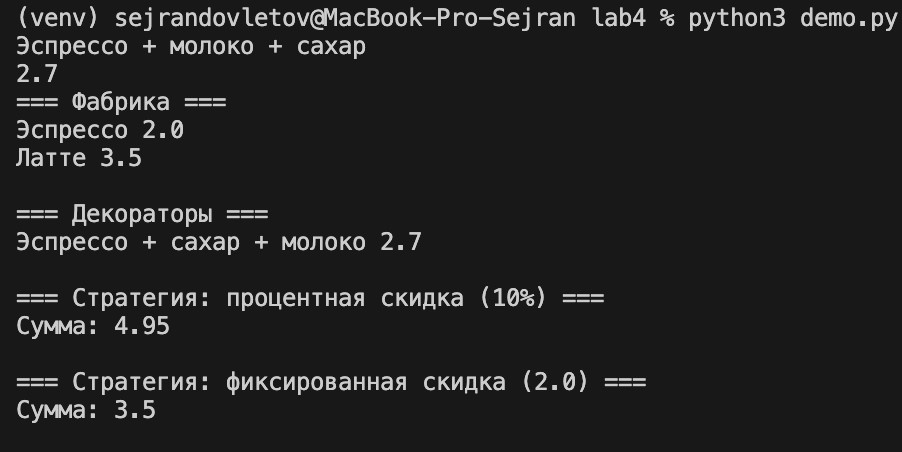 (venv) sejrandovletov@MacBook-Pro-Sejran lab4 % python3 demo.py
Эспрессо + молоко + сахар
2.7
=== Фабрика ===
Эспрессо 2.0
Латте 3.5
=== Декораторы ===
Эспрессо + сахар + молоко 2.7
=== Стратегия: процентная скидка (10%) ===
Сумма: 4.95
=== Стратегия: фиксированная скидка (2.0) ===
Сумма: 3.5